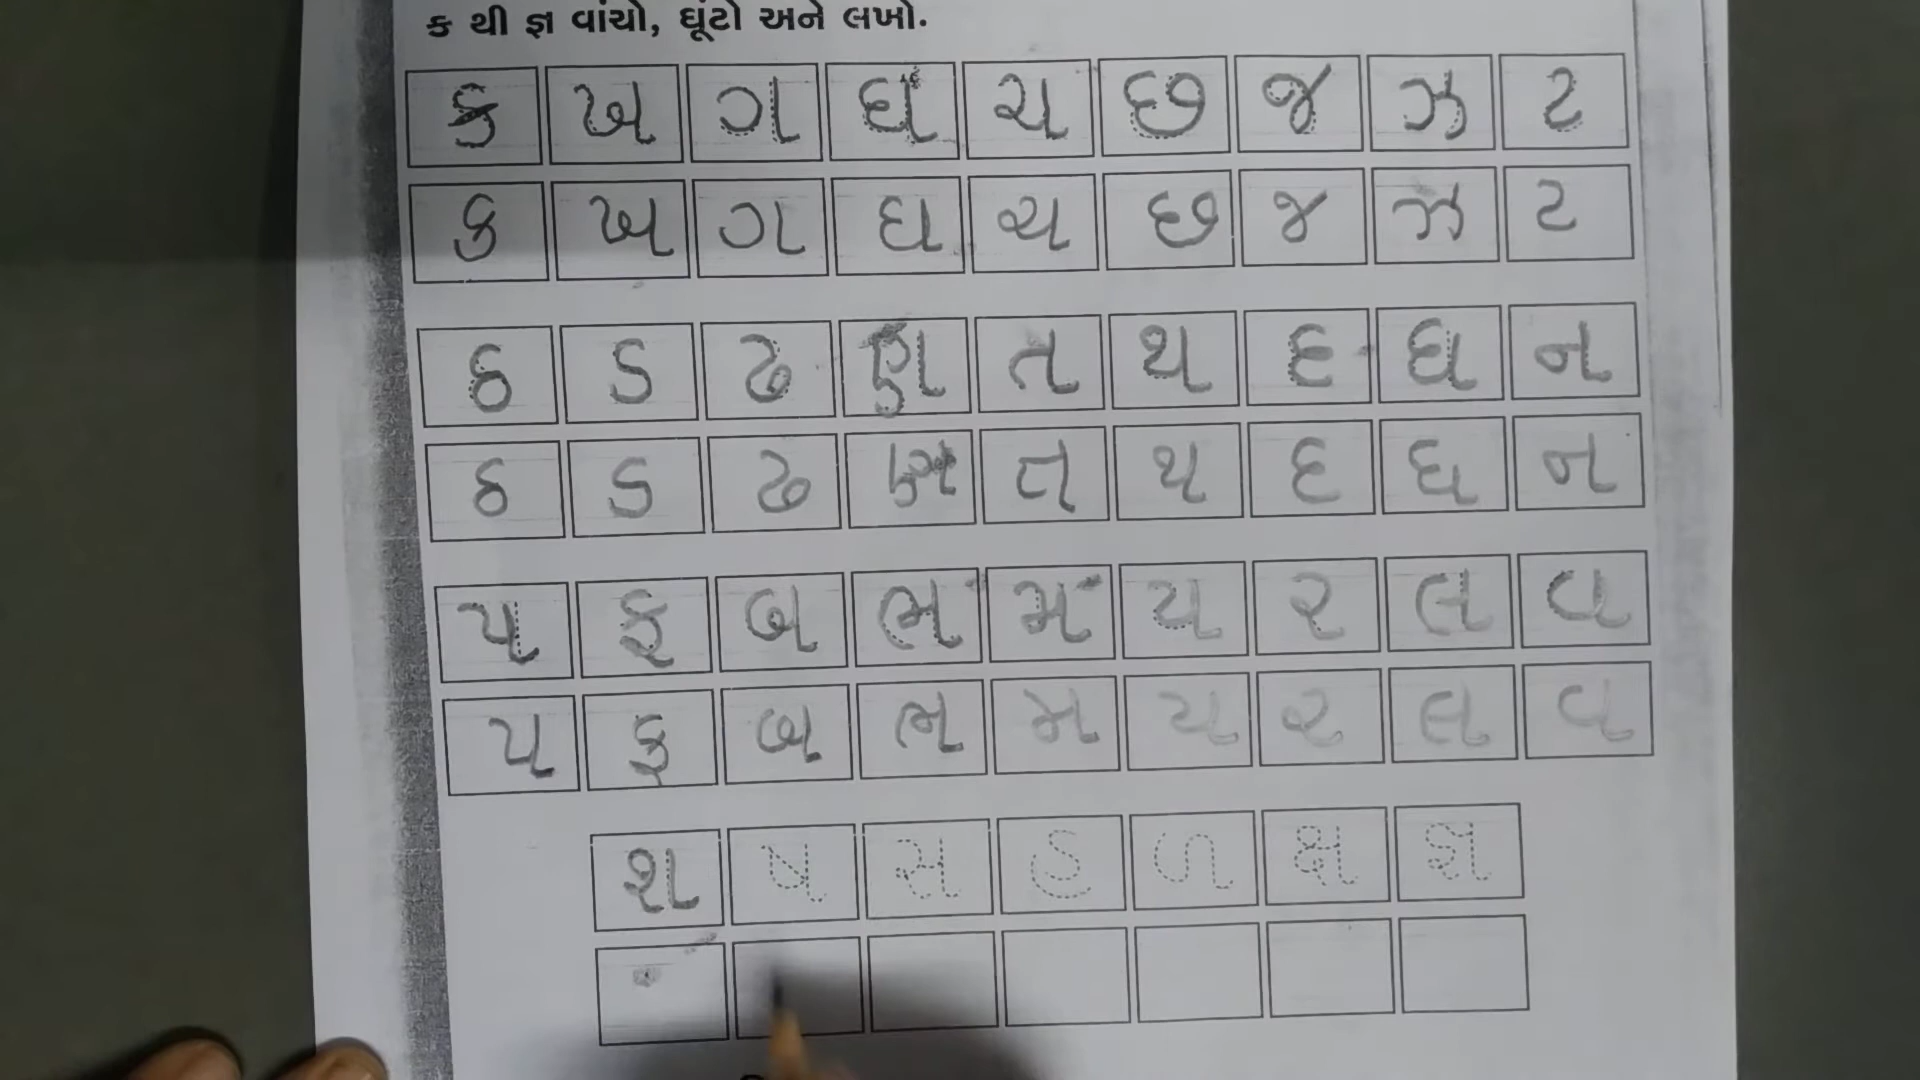 ક થી જ્ઞ વાંચો, ઘૂંટો અને લખો.
ક ખ ગ ઘ ચ છ જ ઝ ટ
ક ખ ગ ઘ ચ છ જ ઝ ટ
ઠ ડ ઢ ણ ત થ દ ધ ન
ઠ ડ ઢ ણ ત થ દ ધ ન
પ ફ બ ભ મ ય ર લ વ
પ ફ બ ભ મ ય ર લ વ
શ ષ સ હ ળ ક્ષ જ્ઞ